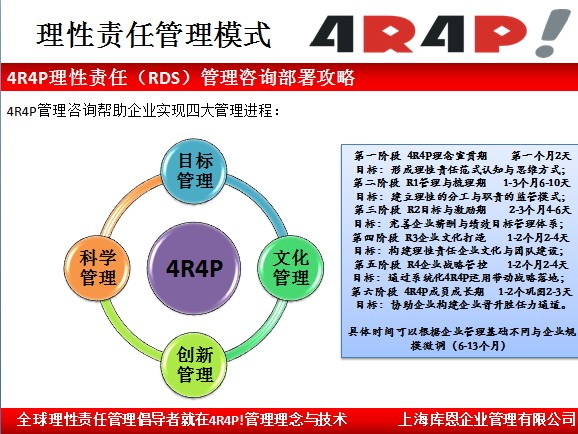 理性责任管理模式
4R4P!
4R4P理性责任（RDS）管理咨询部署攻略
4R4P管理咨询帮助企业实现四大管理进程：
目标
管理
科学
管理
4R4P
文化
管理
创新
管理
第一阶段 4R4P理念宣贯期 第一个月2天
目标：形成理性责任范式认知与思维方式；
第二阶段 R1管理与梳理期 1-3个月6-10天
目标：建立理性的分工与职责的监管模式；
第三阶段 R2目标与激励期 2-3个月4-6天
目标：完善企业薪酬与绩效目标管理体系；
第四阶段 R3企业文化打造 1-2个月2-4天
目标：构建理性责任企业文化与团队建设；
第五阶段 R4企业战略管控 1-2个月2-4天
目标：通过系统化4R4P运用带动战略落地；
第六阶段 4R4P成员成长期 1-2个巩固2-3天
目标：协助企业构建企业晋升胜任力通道。
具体时间可以根据企业管理基础不同与企业规
模微调（6-13个月）
全球理性责任管理倡导者就在4R4P!管理理念与技术 上海库恩企业管理有限公司